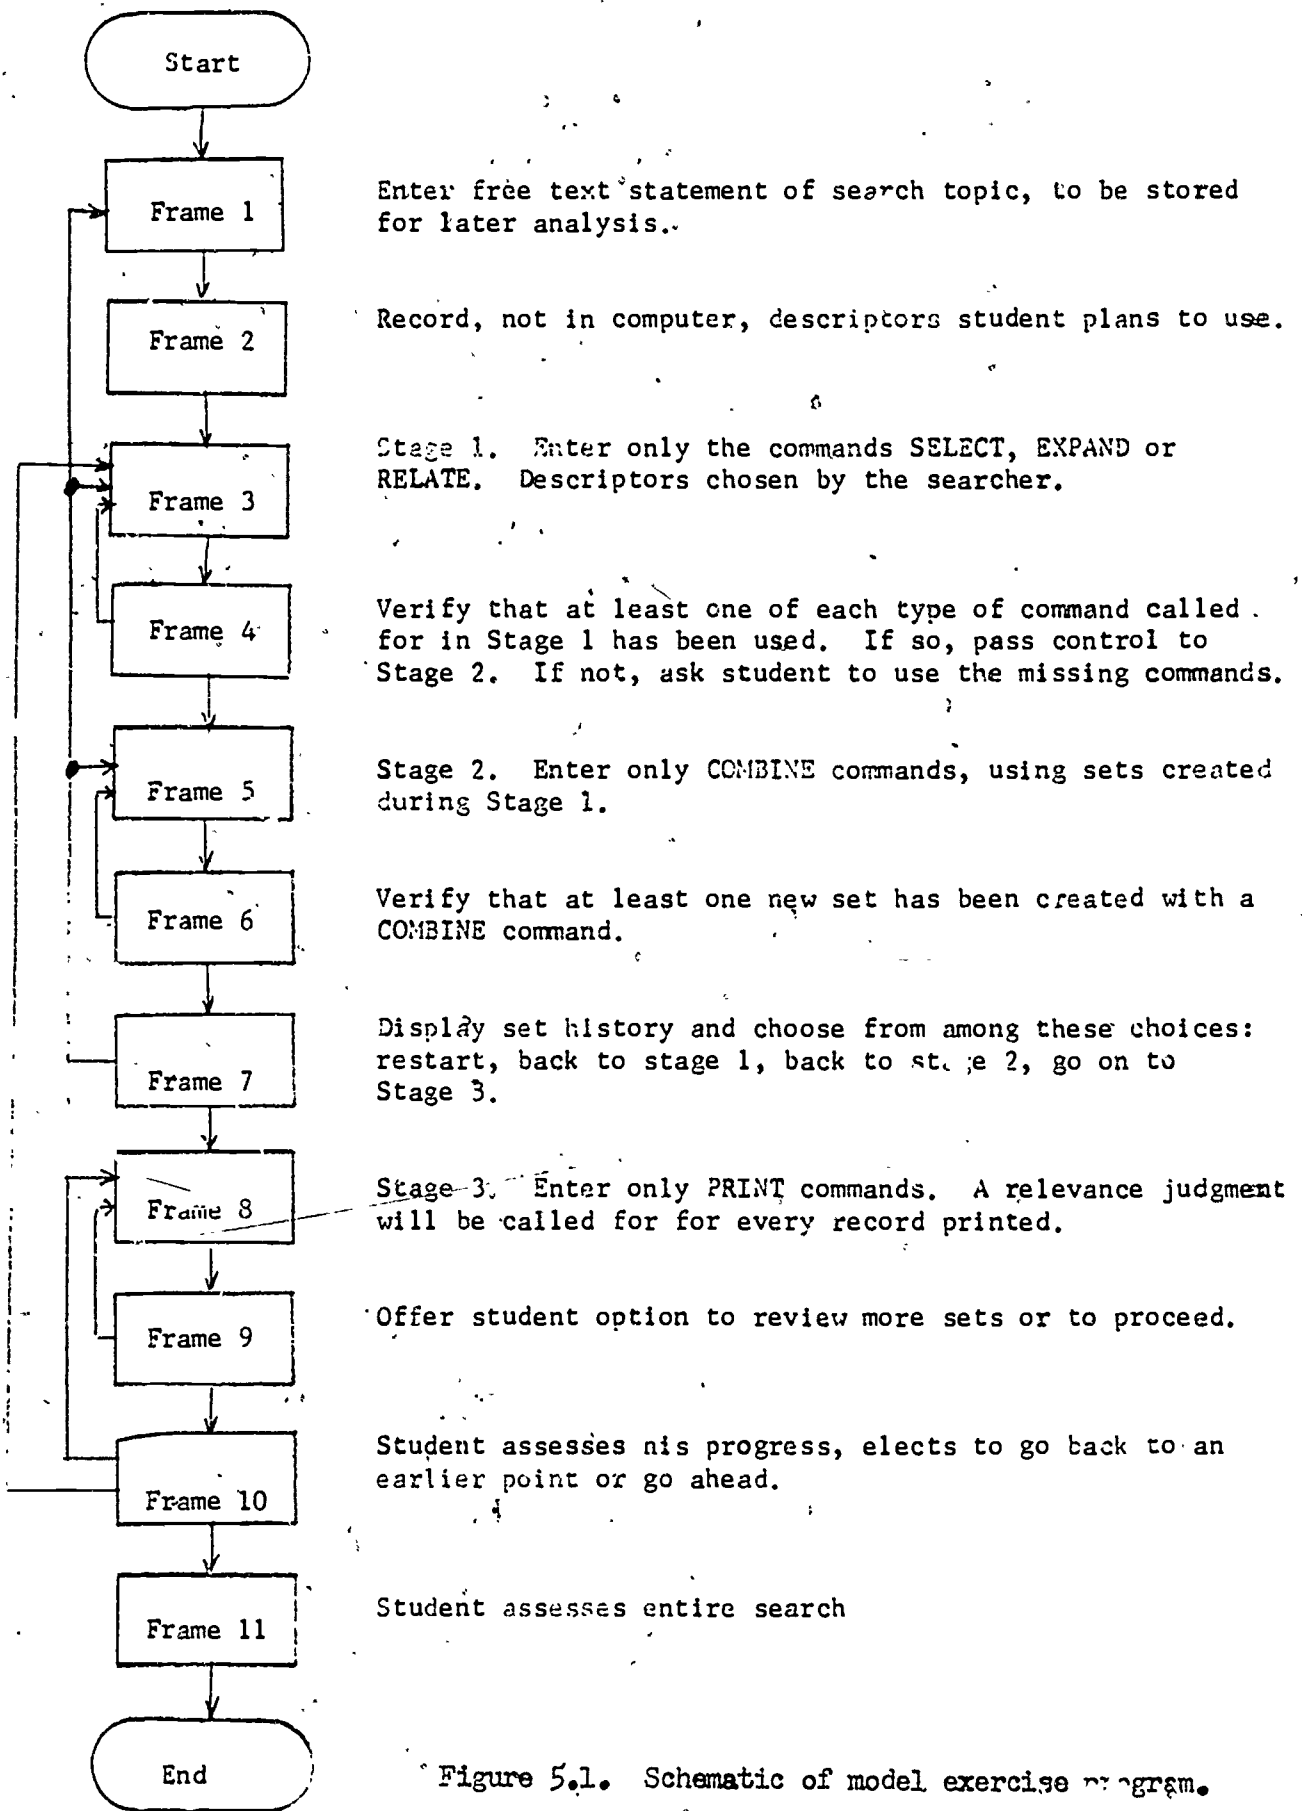 Start
Frame 1
Enter free text statement of search topic, to be stored
for later analysis.
Frame 2
Record, not in computer, descriptors student plans to use.
Frame 3
Stage 1. Enter only the commands SELECT, EXPAND or
RELATE. Descriptors chosen by the searcher.
Frame 4
Verify that at least one of each type of command called
for in Stage 1 has been used. If so, pass control to
Stage 2. If not, ask student to use the missing commands.
Frame 5
Stage 2. Enter only COMBINE commands, using sets created
during Stage 1.
Frame 6
Verify that at least one new set has been created with a
COMBINE command.
Frame 7
Display set history and choose from among these choices:
restart, back to stage 1, back to 2, go on to
Stage 3.
Frame 8
Stage 3. Enter only PRINT commands. A relevance judgment
will be called for for every record printed.
Frame 9
Offer student option to review more sets or to proceed.
Frame 10
Student assesses his progress, elects to go back to an
earlier point or go ahead.
Frame 11
Student assesses entire search
End
Figure 5.1. Schematic of model exercise